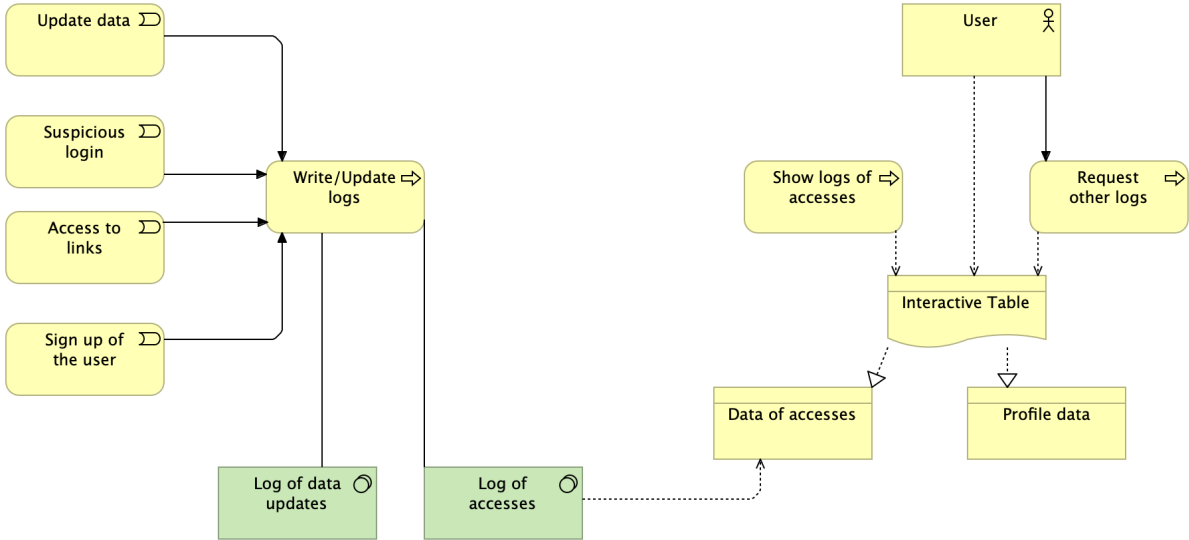 Update data
User
Suspicious
login
Write/Update
logs
Show logs of
accesses
Request
other logs
Access to
links
Interactive Table
Sign up of
the user
Data of accesses
Profile data
Log of data
updates
Log of
accesses